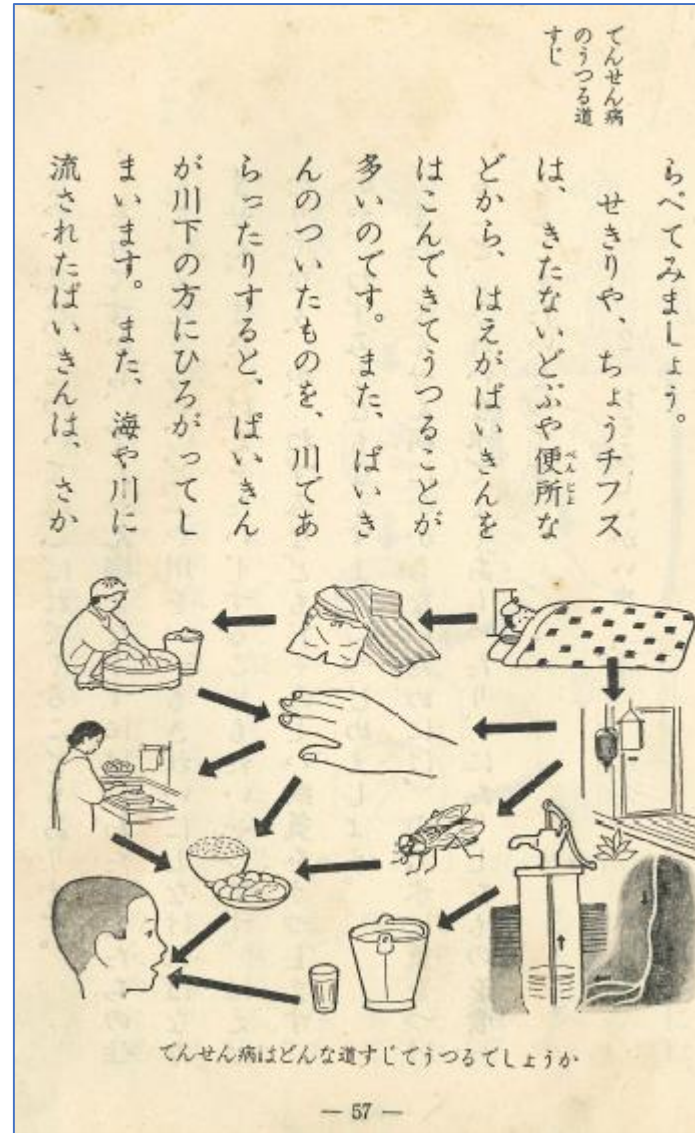 でんせん病
のうつる道
すじ
らべてみましょう。
せきりや、ちょうチフス
は、きたないどぶや便所な
べんじょ
どから、はえがばいきんを
はこんできてうつることが
多いのです。また、ばいき
んのついたものを、川であ
らったりすると、ばいきん
が川下の方にひろがってし
まいます。また、海や川に
流されたばいきんは、さか
でんせん病はどんな道すじでうつるでしょうか
— 57 —